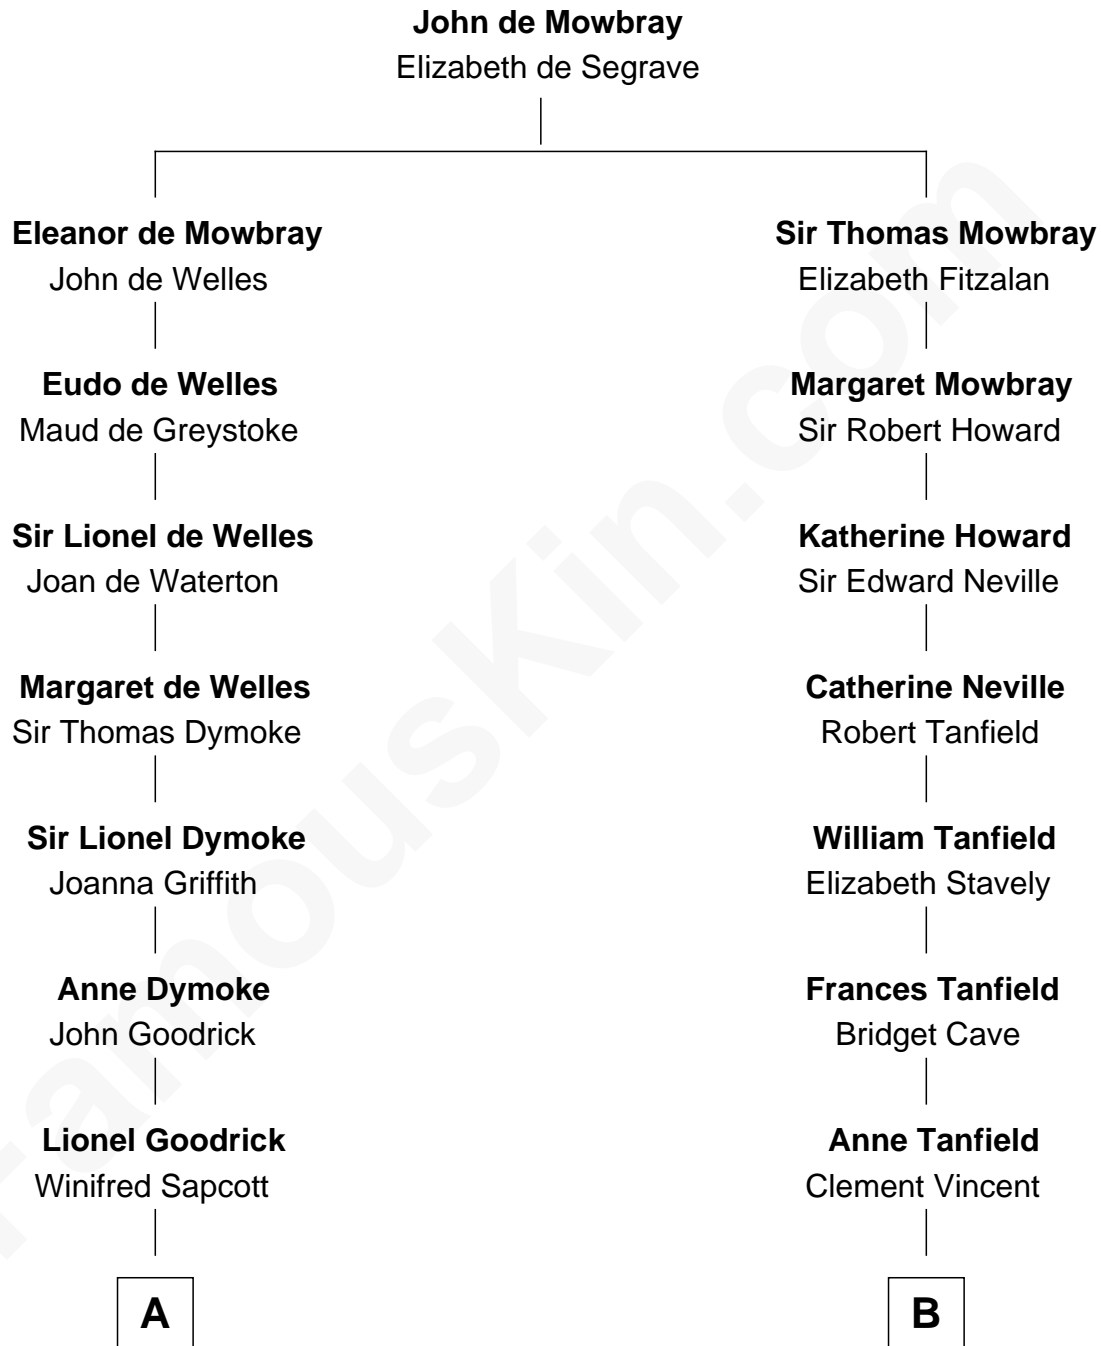 John de Mowbray
Elizabeth de Segrave
Eleanor de Mowbray
John de Welles
Sir Thomas Mowbray
Elizabeth Fitzalan
Eudo de Welles
Maud de Greystoke
Margaret Mowbray
Sir Robert Howard
Sir Lionel de Welles
Joan de Waterton
Katherine Howard
Sir Edward Neville
Margaret de Welles
Sir Thomas Dymoke
Catherine Neville
Robert Tanfield
Sir Lionel Dymoke
Joanna Griffith
William Tanfield
Elizabeth Stavely
Anne Dymoke
John Goodrick
Frances Tanfield
Bridget Cave
Lionel Goodrick
Winifred Sapcott
Anne Tanfield
Clement Vincent
A
B
FamousKin.com